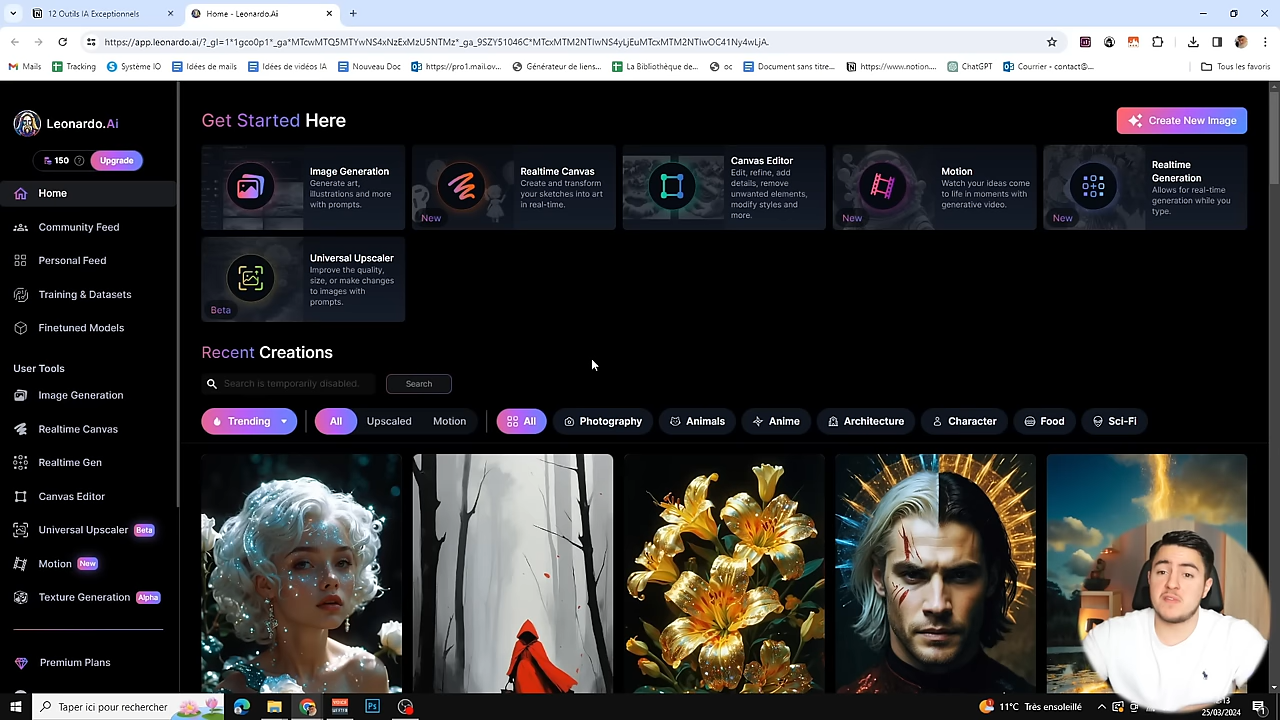 12 Outils IA Exceptionnels
Home - Leonardo.Ai
https://app.leonardo.ai/?_gl=1*1gco0p1*_ga*MTcwMTQ5MTYwNS4xNzExMzU5NTMz*_ga_9SZY51046C*MTcxMTM2NTIwNS4yLjEuMTcxMTM2NTIwOC41Ny4wLjA.
Mails
Tracking
Système IO
Idées de mails
Idées de vidéos IA
Nouveau Doc
https://pro1.mail.ov...
Générateur de liens...
La Bibliothèque de...
oc
Document sans titre...
https://www.notion....
ChatGPT
Courrier - contact@...
Tous les favoris
Leonardo.Ai
150
Upgrade
Home
Community Feed
Personal Feed
Training & Datasets
Finetuned Models
User Tools
Image Generation
Realtime Canvas
Realtime Gen
Canvas Editor
Universal Upscaler Beta
Motion New
Texture Generation Alpha
Premium Plans
Get Started Here
Create New Image
Image Generation
Generate art,
illustrations and more
with prompts.
Realtime Canvas
Create and transform
your sketches into art
in real-time.
New
Canvas Editor
Edit, refine, add
details, remove
unwanted elements,
modify styles and
more.
Motion
Watch your ideas come
to life in moments with
generative video.
New
Realtime
Generation
Allows for real-time
generation while you
type.
New
Universal Upscaler
Improve the quality,
size, or make changes
to images with
prompts.
Beta
Recent Creations
Search is temporarily disabled.
Search
Trending
All
Upscaled
Motion
All
Photography
Animals
Anime
Architecture
Character
Food
Sci-Fi
Taper ici pour rechercher
11°C Très ensoleillé
25/03/2024